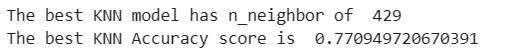 The best KNN model has n_neighbor of  429
The best KNN Accuracy score is  0.770949720670391